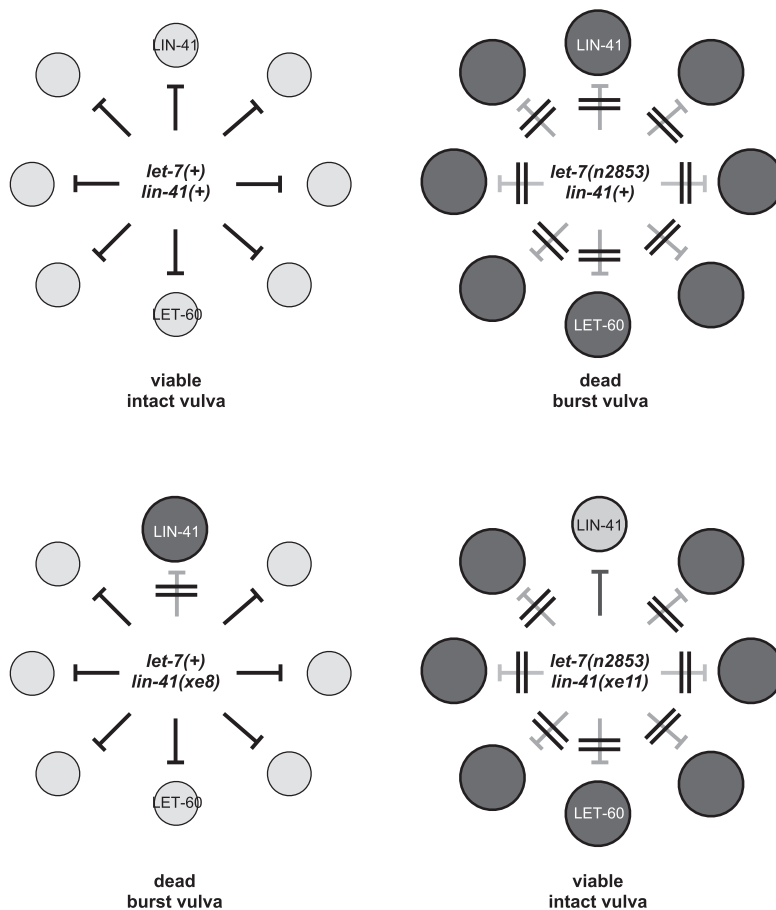 LIN-41
let-7(+)
lin-41(+)
LET-60
viable
intact vulva
LIN-41
let-7(n2853)
lin-41(+)
LET-60
dead
burst vulva
LIN-41
let-7(+)
lin-41(xe8)
LET-60
dead
burst vulva
LIN-41
let-7(n2853)
lin-41(xe11)
LET-60
viable
intact vulva